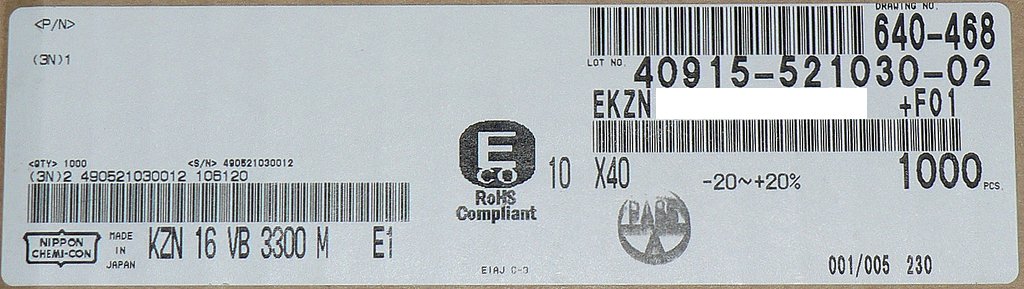 <P/N>
(3N)1
<QTY> 1000 <S/N> 490521030012
(3N)2 490521030012 106120
NIPPON
CHEMI-CON
MADE
IN
JAPAN
KZN 16 VB 3300 M E1
E
CO
RoHS
Compliant
EIAJ C-3
DRAWING NO.
640-468
LOT NO.
40915-521030-02
EKZN +F01
10 X40 -20~+20% 1000 PCS.
001/005 230